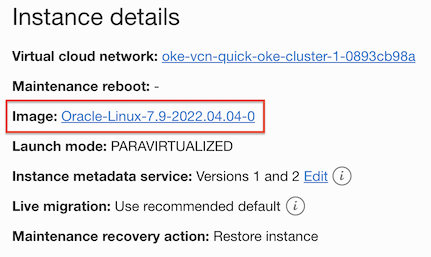 Instance details
Virtual cloud network: oke-vcn-quick-oke-cluster-1-0893cb98a
Maintenance reboot: -
Image: Oracle-Linux-7.9-2022.04.04-0
Launch mode: PARAVIRTUALIZED
Instance metadata service: Versions 1 and 2 Edit i
Live migration: Use recommended default i
Maintenance recovery action: Restore instance